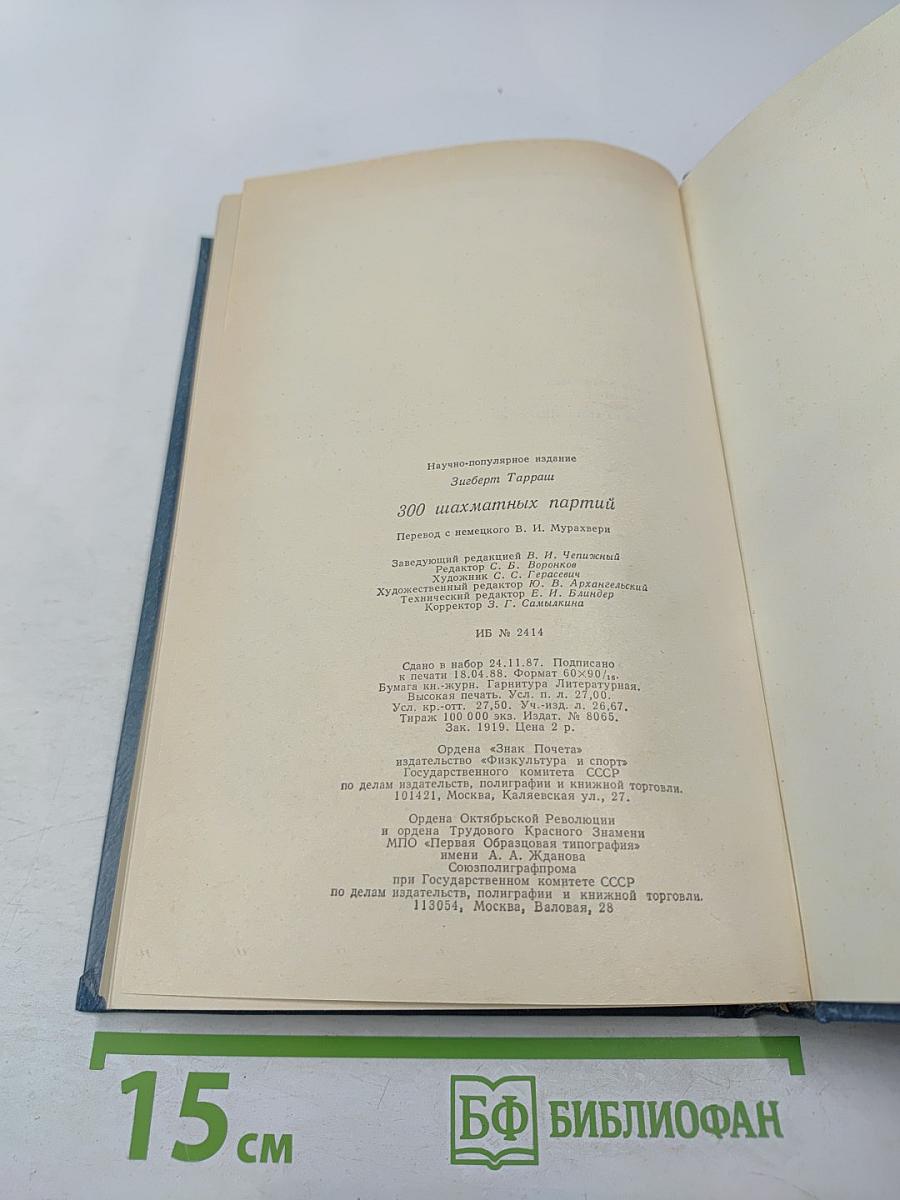 Научно-популярное издание
Зигберт Тарраш
300 шахматных партий
Перевод с немецкого В. И. Мурахвери
Заведующий редакцией В. И. Чепижный
Редактор С. Б. Воронков
Художник С. С. Герасевич
Художественный редактор Ю. В. Архангельский
Технический редактор Е. И. Блиндер
Корректор З. Г. Самылкина
ИБ № 2414
Сдано в набор 24.11.87. Подписано
к печати 18.04.88. Формат 60×90/16.
Бумага кн.-журн. Гарнитура Литературная.
Высокая печать. Усл. п. л. 27,00.
Усл. кр.-отт. 27,50. Уч.-изд. л. 26,67.
Тираж 100 000 экз. Издат. № 8065.
Зак. 1919. Цена 2 р.
Ордена «Знак Почета»
издательство «Физкультура и спорт»
Государственного комитета СССР
по делам издательств, полиграфии и книжной торговли.
101421, Москва, Каляевская ул., 27.
Ордена Октябрьской Революции
и ордена Трудового Красного Знамени
МПО «Первая Образцовая типография»
имени А. А. Жданова
Союзполиграфпрома
при Государственном комитете СССР
по делам издательств, полиграфии и книжной торговли.
113054, Москва, Валовая, 28
15 см
БФ БИБЛИОФАН